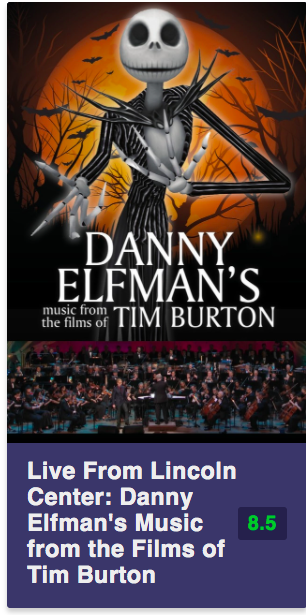 DANNY
ELFMAN'S
music from
the films of TIM BURTON
Live From Lincoln
Center: Danny
Elfman's Music
from the Films of
Tim Burton
8.5